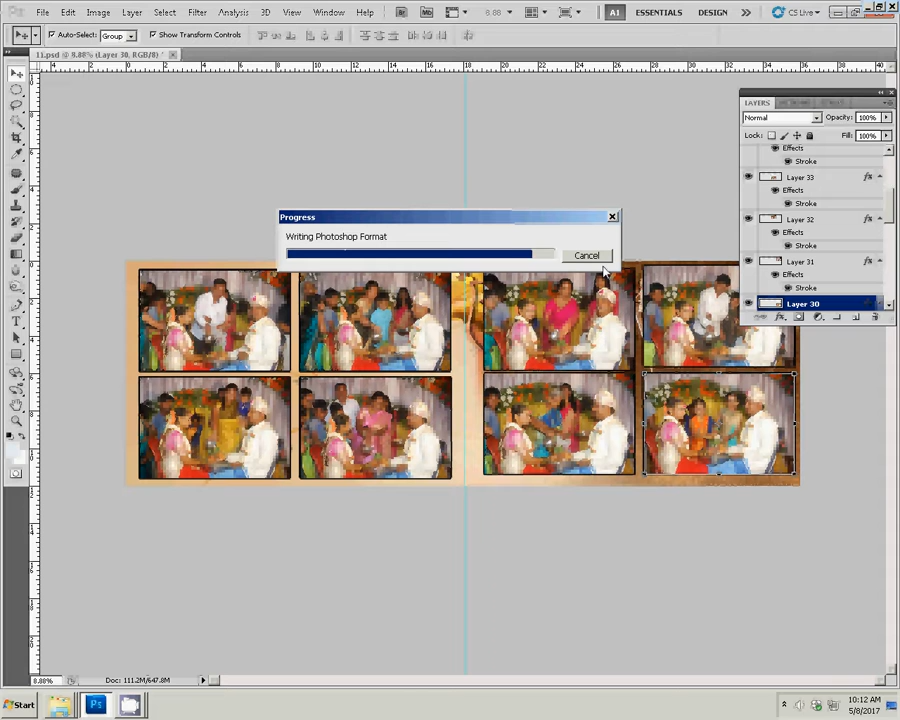 File Edit Image Layer Select Filter Analysis 3D View Window Help 8.88 ESSENTIALS DESIGN CS Live
Auto-Select: Group Show Transform Controls
11.psd @ 8.88% (Layer 30, RGB/8) *
LAYERS
Normal Opacity: 100%
Lock: Fill: 100%
Effects
Stroke
Layer 33
Effects
Stroke
Layer 32
Effects
Stroke
Layer 31
Effects
Stroke
Layer 30
Progress
Writing Photoshop Format
Cancel
8.88% Doc: 111.2M/647.8M
Start 10:12 AM
5/8/2017